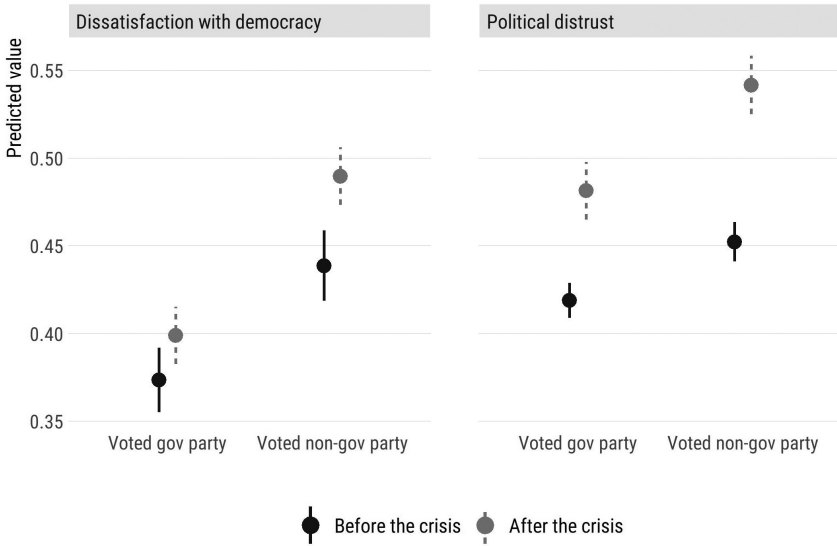 Dissatisfaction with democracy
Political distrust
Predicted value
0.55
0.50
0.45
0.40
0.35
Voted gov party
Voted non-gov party
Voted gov party
Voted non-gov party
Before the crisis
After the crisis